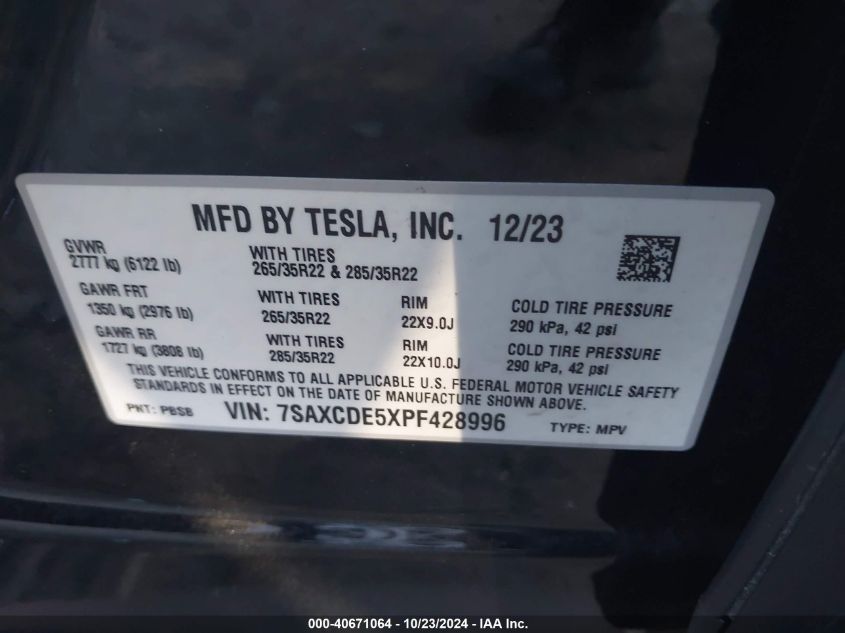 MFD BY TESLA, INC. 12/23
GVWR
2777 kg (6122 lb)
WITH TIRES
265/35R22 & 285/35R22
GAWR FRT
1350 kg (2976 lb)
WITH TIRES
265/35R22
RIM
22X9.0J
COLD TIRE PRESSURE
290 kPa, 42 psi
GAWR RR
1727 kg (3808 lb)
WITH TIRES
285/35R22
RIM
22X10.0J
COLD TIRE PRESSURE
290 kPa, 42 psi
THIS VEHICLE CONFORMS TO ALL APPLICABLE U.S. FEDERAL MOTOR VEHICLE SAFETY
STANDARDS IN EFFECT ON THE DATE OF MANUFACTURE SHOWN ABOVE.
PNT: PBSB VIN: 7SAXCDE5XPF428996 TYPE: MPV
000-40671064 - 10/23/2024 - IAA Inc.